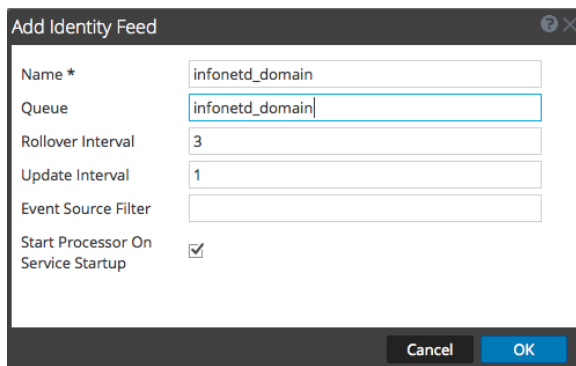 Add Identity Feed
Name * infonetd_domain
Queue infonetd_domain
Rollover Interval 3
Update Interval 1
Event Source Filter
Start Processor On
Service Startup
Cancel OK